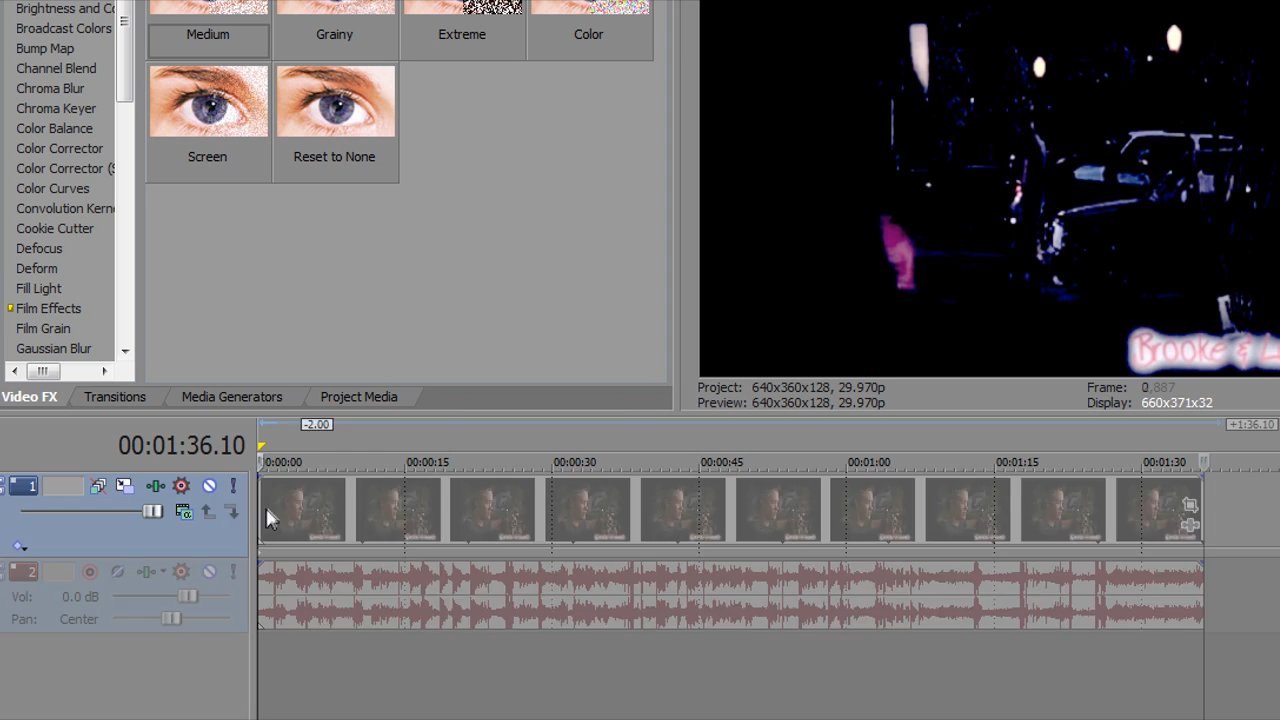 Brightness and Co
Broadcast Colors
Bump Map
Channel Blend
Chroma Blur
Chroma Keyer
Color Balance
Color Corrector
Color Corrector (S
Color Curves
Convolution Kerne
Cookie Cutter
Defocus
Deform
Fill Light
Film Effects
Film Grain
Gaussian Blur
Medium Grainy Extreme Color
Screen Reset to None
Brooke & L
Video FX Transitions Media Generators Project Media
Project: 640x360x128, 29.970p Frame: 0,887
Preview: 640x360x128, 29.970p Display: 660x371x32
-2.00 +1:36.10
00:01:36.10
00:00:00 00:00:15 00:00:30 00:00:45 00:01:00 00:01:15 00:01:30
1
2
Vol: 0.0 dB
Pan: Center